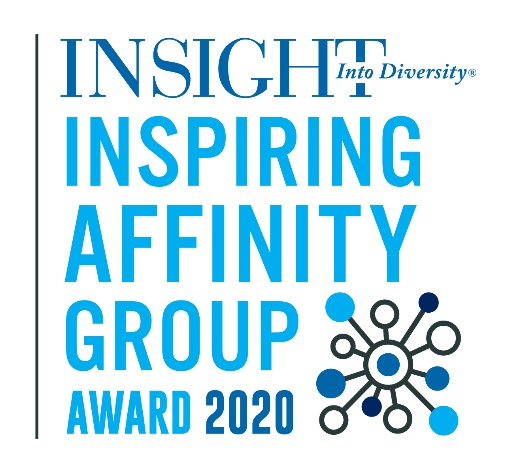 INSIGHT
Into Diversity®
INSPIRING
AFFINITY
GROUP
AWARD 2020